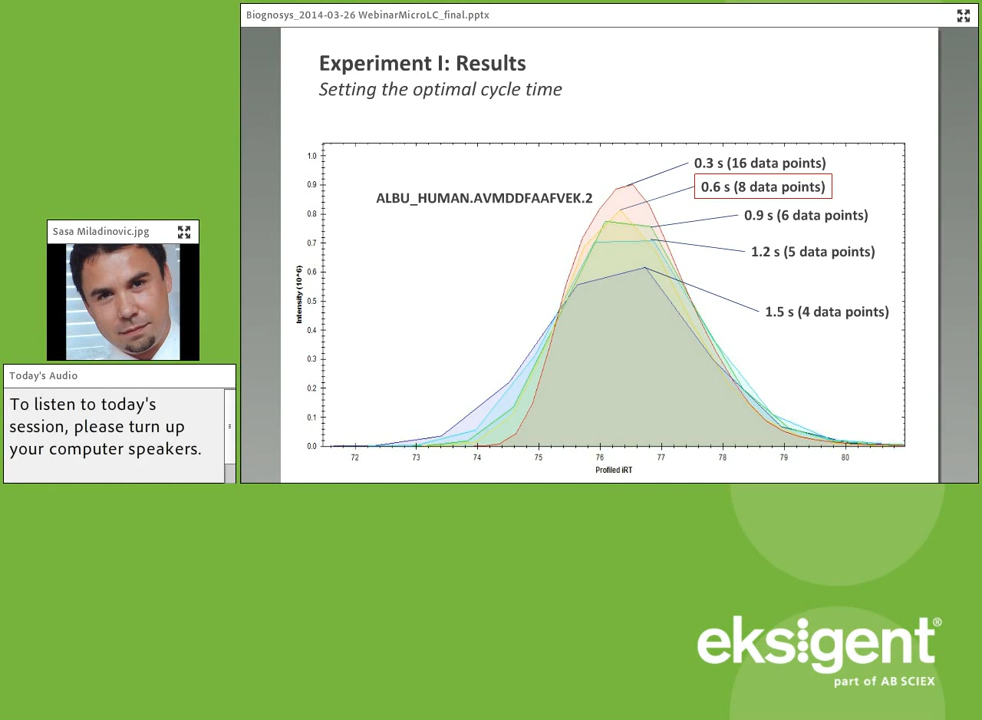 Biognosys_2014-03-26 WebinarMicroLC_final.pptx
Experiment I: Results
Setting the optimal cycle time
ALBU_HUMAN.AVMDDFAAFVEK.2
0.3 s (16 data points)
0.6 s (8 data points)
0.9 s (6 data points)
1.2 s (5 data points)
1.5 s (4 data points)
Intensity (10^6)
1.0
0.9
0.8
0.7
0.6
0.5
0.4
0.3
0.2
0.1
0.0
72 73 74 75 76 77 78 79 80
Profiled iRT
Sasa Miladinovic.jpg
Today's Audio
To listen to today's
session, please turn up
your computer speakers.
eksigent®
part of AB SCIEX